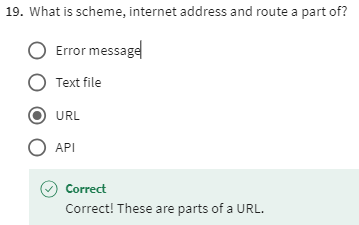 19. What is scheme, internet address and route a part of?
Error message
Text file
URL
API
Correct
Correct! These are parts of a URL.